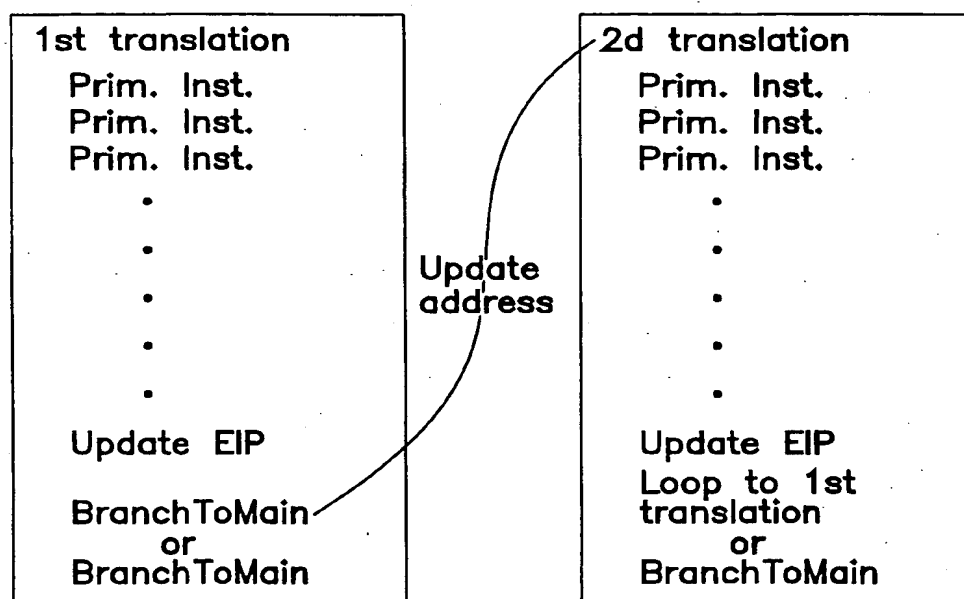 1st translation
Prim. Inst.
Prim. Inst.
Prim. Inst.
Update EIP
BranchToMain
or
BranchToMain
Update
address
2d translation
Prim. Inst.
Prim. Inst.
Prim. Inst.
Update EIP
Loop to 1st
translation
or
BranchToMain